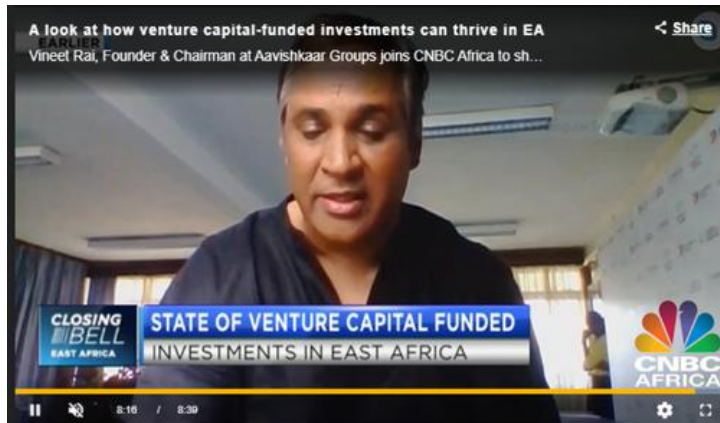 A look at how venture capital-funded investments can thrive in EA
Share
EARLIER
Vineet Rai, Founder & Chairman at Aavishkaar Groups joins CNBC Africa to sh...
CLOSING
BELL
EAST AFRICA
STATE OF VENTURE CAPITAL FUNDED
INVESTMENTS IN EAST AFRICA
CNBC
AFRICA
8:16 / 8:39